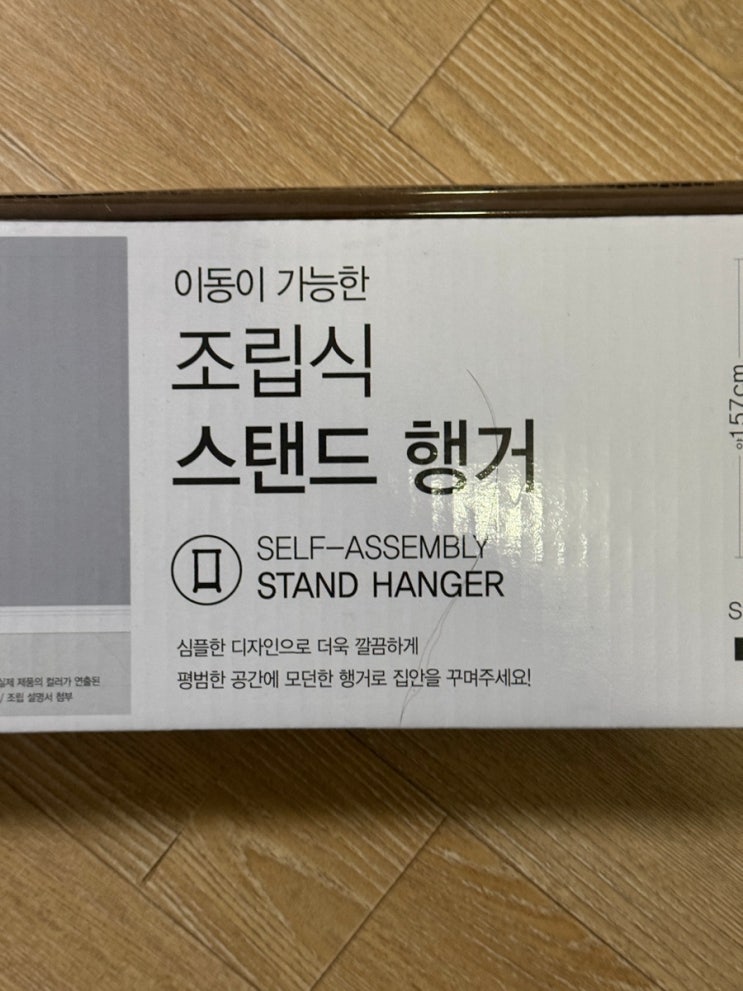 이동이 가능한
조립식
스탠드 행거
SELF-ASSEMBLY
STAND HANGER
심플한 디자인으로 더욱 깔끔하게
평범한 공간에 모던한 행거로 집안을 꾸며주세요!
실제 제품의 컬러가 연출된
/ 조립 설명서 첨부
약157cm
S